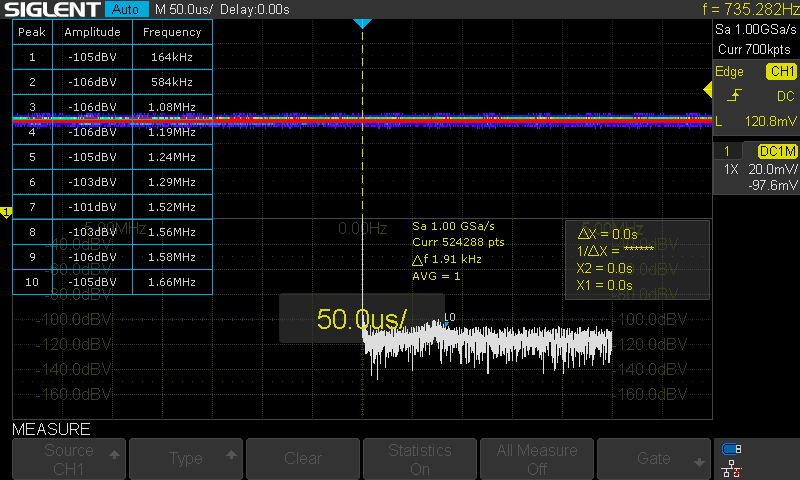 SIGLENT Auto M 50.0us/ Delay:0.00s f = 735.282Hz
Sa 1.00GSa/s
Curr 700kpts
Edge CH1
DC
L 120.8mV
1 DC1M
1X 20.0mV/
-97.6mV
Peak Amplitude Frequency
1 -105dBV 164kHz
2 -106dBV 584kHz
3 -106dBV 1.08MHz
4 -106dBV 1.19MHz
5 -105dBV 1.24MHz
6 -103dBV 1.29MHz
7 -101dBV 1.52MHz
8 -103dBV 1.56MHz
9 -106dBV 1.58MHz
10 -105dBV 1.66MHz
1
-5.00MHz 0.00Hz 5.00MHz
Sa 1.00 GSa/s
Curr 524288 pts
△f 1.91 kHz
AVG = 1
△X = 0.0s
1/△X = ******
X2 = 0.0s
X1 = 0.0s
-40.0dBV
-60.0dBV
-80.0dBV
50.0us/
10
-100.0dBV -100.0dBV
-120.0dBV -120.0dBV
-140.0dBV -140.0dBV
-160.0dBV -160.0dBV
MEASURE
Source
CH1
Type
Clear
Statistics
On
All Measure
Off
Gate